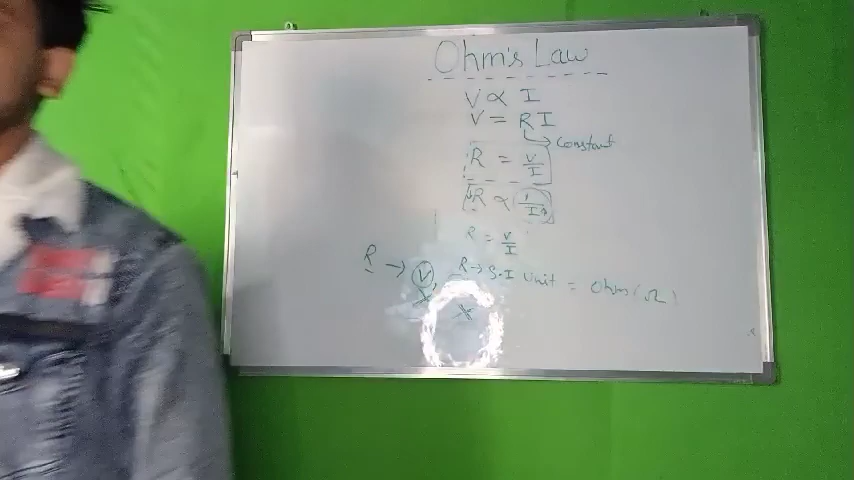 Ohm's Law
V ∝ I
V = R I
Constant
R = V/I
R ∝ 1/I
R = V/I
R → V,
R → S.I Unit = Ohm (Ω)
X X